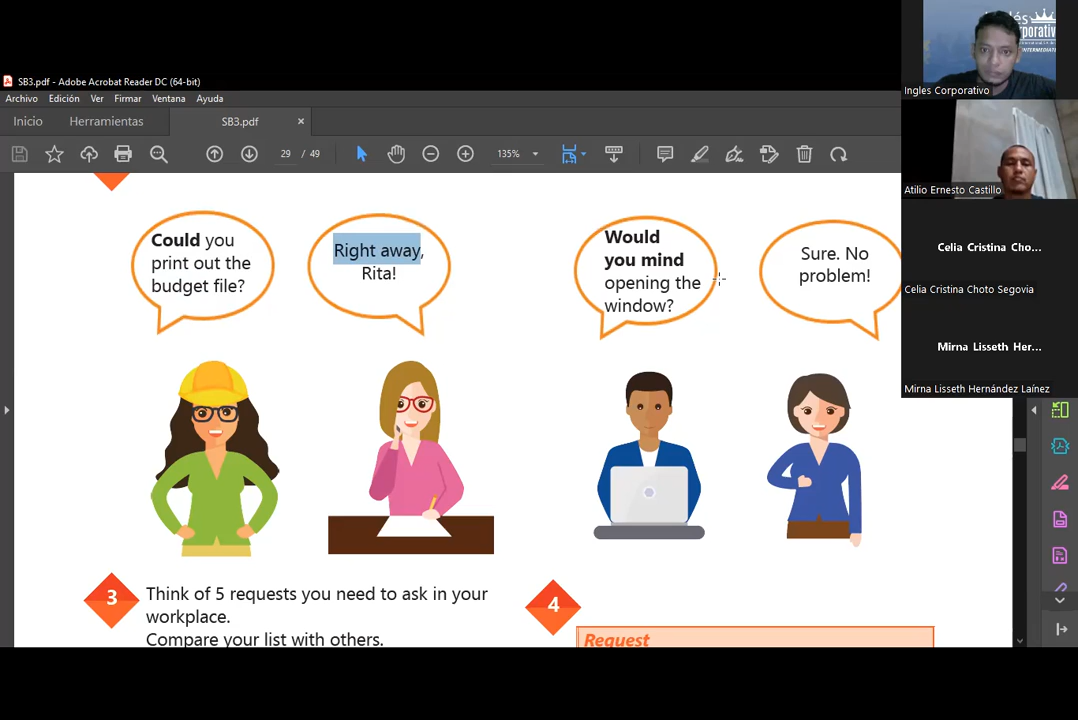 SB3.pdf - Adobe Acrobat Reader DC (64-bit)
Archivo Edición Ver Firmar Ventana Ayuda
Inicio Herramientas SB3.pdf ×
29 / 49 135%
Could you
print out the
budget file?
Right away,
Rita!
Would
you mind
opening the
window?
Sure. No
problem!
3 Think of 5 requests you need to ask in your
workplace.
Compare your list with others.
4
Request
Ingles Corporativo
Atilio Ernesto Castillo
Celia Cristina Cho...
Celia Cristina Choto Segovia
Mirna Lisseth Her...
Mirna Lisseth Hernández Laínez